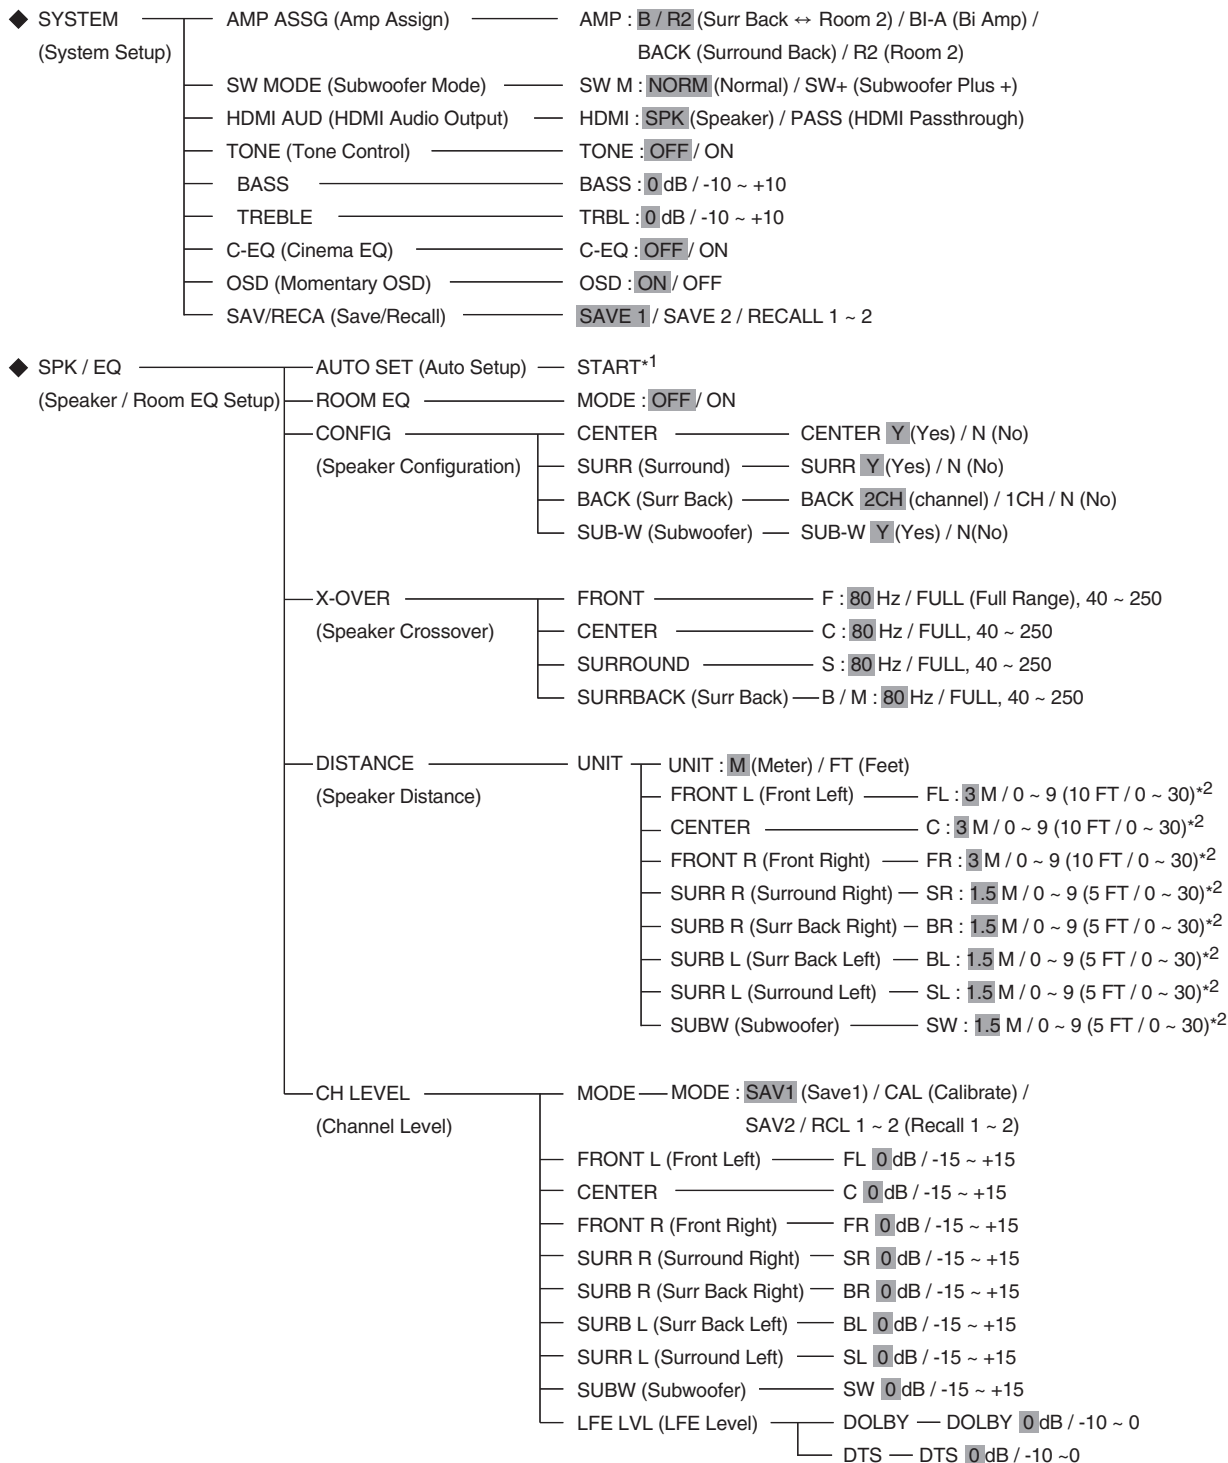 ◆ SYSTEM AMP ASSG (Amp Assign) AMP : B / R2 (Surr Back ↔ Room 2) / BI-A (Bi Amp) /
(System Setup) BACK (Surround Back) / R2 (Room 2)
SW MODE (Subwoofer Mode) SW M : NORM (Normal) / SW+ (Subwoofer Plus +)
HDMI AUD (HDMI Audio Output) HDMI : SPK (Speaker) / PASS (HDMI Passthrough)
TONE (Tone Control) TONE : OFF / ON
BASS BASS : 0 dB / -10 ~ +10
TREBLE TRBL : 0 dB / -10 ~ +10
C-EQ (Cinema EQ) C-EQ : OFF / ON
OSD (Momentary OSD) OSD : ON / OFF
SAV/RECA (Save/Recall) SAVE 1 / SAVE 2 / RECALL 1 ~ 2
◆ SPK / EQ AUTO SET (Auto Setup) START*1
(Speaker / Room EQ Setup) ROOM EQ MODE : OFF / ON
CONFIG CENTER CENTER Y (Yes) / N (No)
(Speaker Configuration) SURR (Surround) SURR Y (Yes) / N (No)
BACK (Surr Back) BACK 2CH (channel) / 1CH / N (No)
SUB-W (Subwoofer) SUB-W Y (Yes) / N(No)
X-OVER FRONT F : 80 Hz / FULL (Full Range), 40 ~ 250
(Speaker Crossover) CENTER C : 80 Hz / FULL, 40 ~ 250
SURROUND S : 80 Hz / FULL, 40 ~ 250
SURRBACK (Surr Back) B / M : 80 Hz / FULL, 40 ~ 250
DISTANCE UNIT UNIT : M (Meter) / FT (Feet)
(Speaker Distance) FRONT L (Front Left) FL : 3 M / 0 ~ 9 (10 FT / 0 ~ 30)*2
CENTER C : 3 M / 0 ~ 9 (10 FT / 0 ~ 30)*2
FRONT R (Front Right) FR : 3 M / 0 ~ 9 (10 FT / 0 ~ 30)*2
SURR R (Surround Right) SR : 1.5 M / 0 ~ 9 (5 FT / 0 ~ 30)*2
SURB R (Surr Back Right) BR : 1.5 M / 0 ~ 9 (5 FT / 0 ~ 30)*2
SURB L (Surr Back Left) BL : 1.5 M / 0 ~ 9 (5 FT / 0 ~ 30)*2
SURR L (Surround Left) SL : 1.5 M / 0 ~ 9 (5 FT / 0 ~ 30)*2
SUBW (Subwoofer) SW : 1.5 M / 0 ~ 9 (5 FT / 0 ~ 30)*2
CH LEVEL MODE MODE : SAV1 (Save1) / CAL (Calibrate) /
(Channel Level) SAV2 / RCL 1 ~ 2 (Recall 1 ~ 2)
FRONT L (Front Left) FL 0 dB / -15 ~ +15
CENTER C 0 dB / -15 ~ +15
FRONT R (Front Right) FR 0 dB / -15 ~ +15
SURR R (Surround Right) SR 0 dB / -15 ~ +15
SURB R (Surr Back Right) BR 0 dB / -15 ~ +15
SURB L (Surr Back Left) BL 0 dB / -15 ~ +15
SURR L (Surround Left) SL 0 dB / -15 ~ +15
SUBW (Subwoofer) SW 0 dB / -15 ~ +15
LFE LVL (LFE Level) DOLBY DOLBY 0 dB / -10 ~ 0
DTS DTS 0 dB / -10 ~0